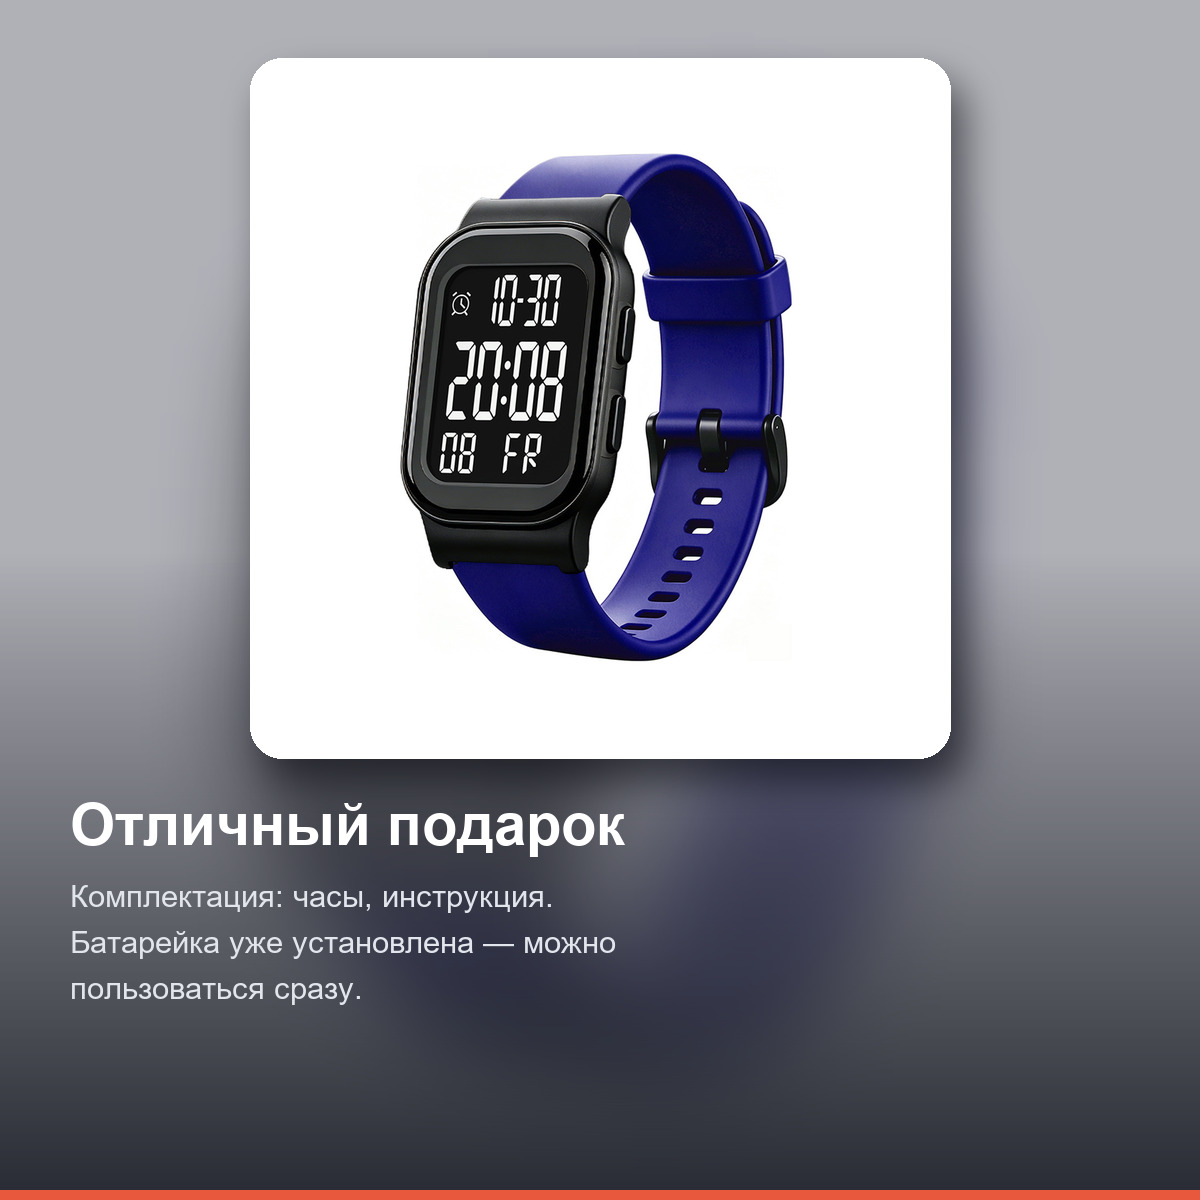 10-30
20:08
08 FR
Отличный подарок
Комплектация: часы, инструкция.
Батарейка уже установлена — можно
пользоваться сразу.